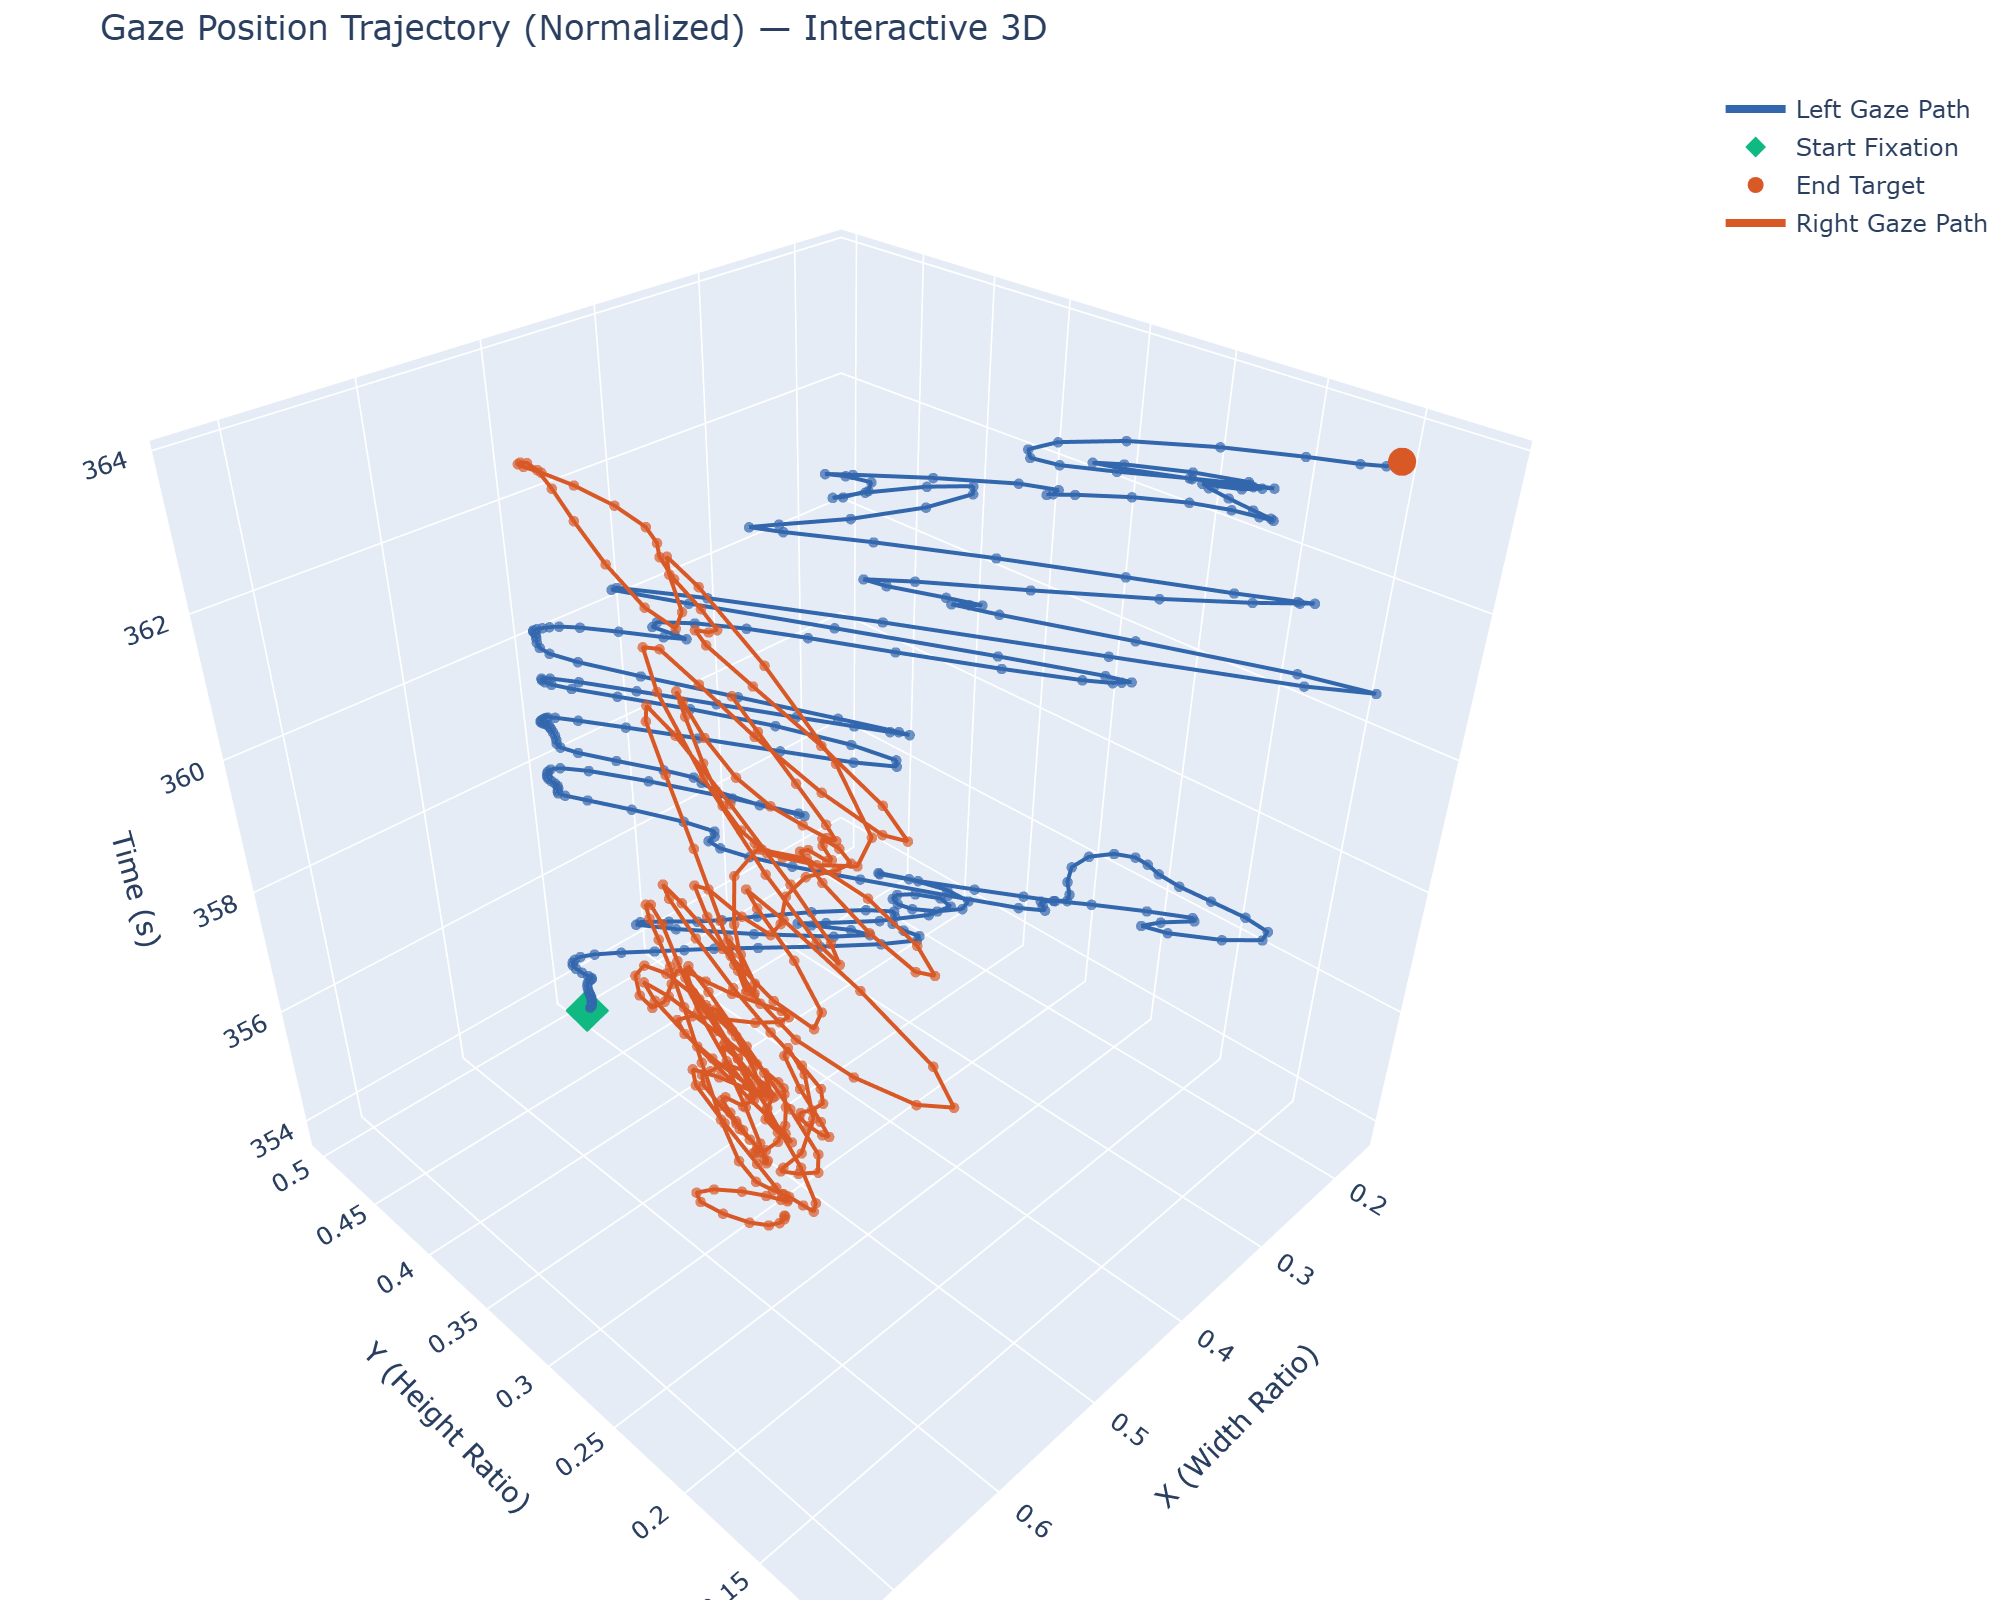 Gaze Position Trajectory (Normalized) — Interactive 3D
Left Gaze Path
Start Fixation
End Target
Right Gaze Path
364
362
360
358
356
354
Time (s)
0.5
0.45
0.4
0.35
0.3
0.25
0.2
Y (Height Ratio)
0.2
0.3
0.4
0.5
0.6
X (Width Ratio)